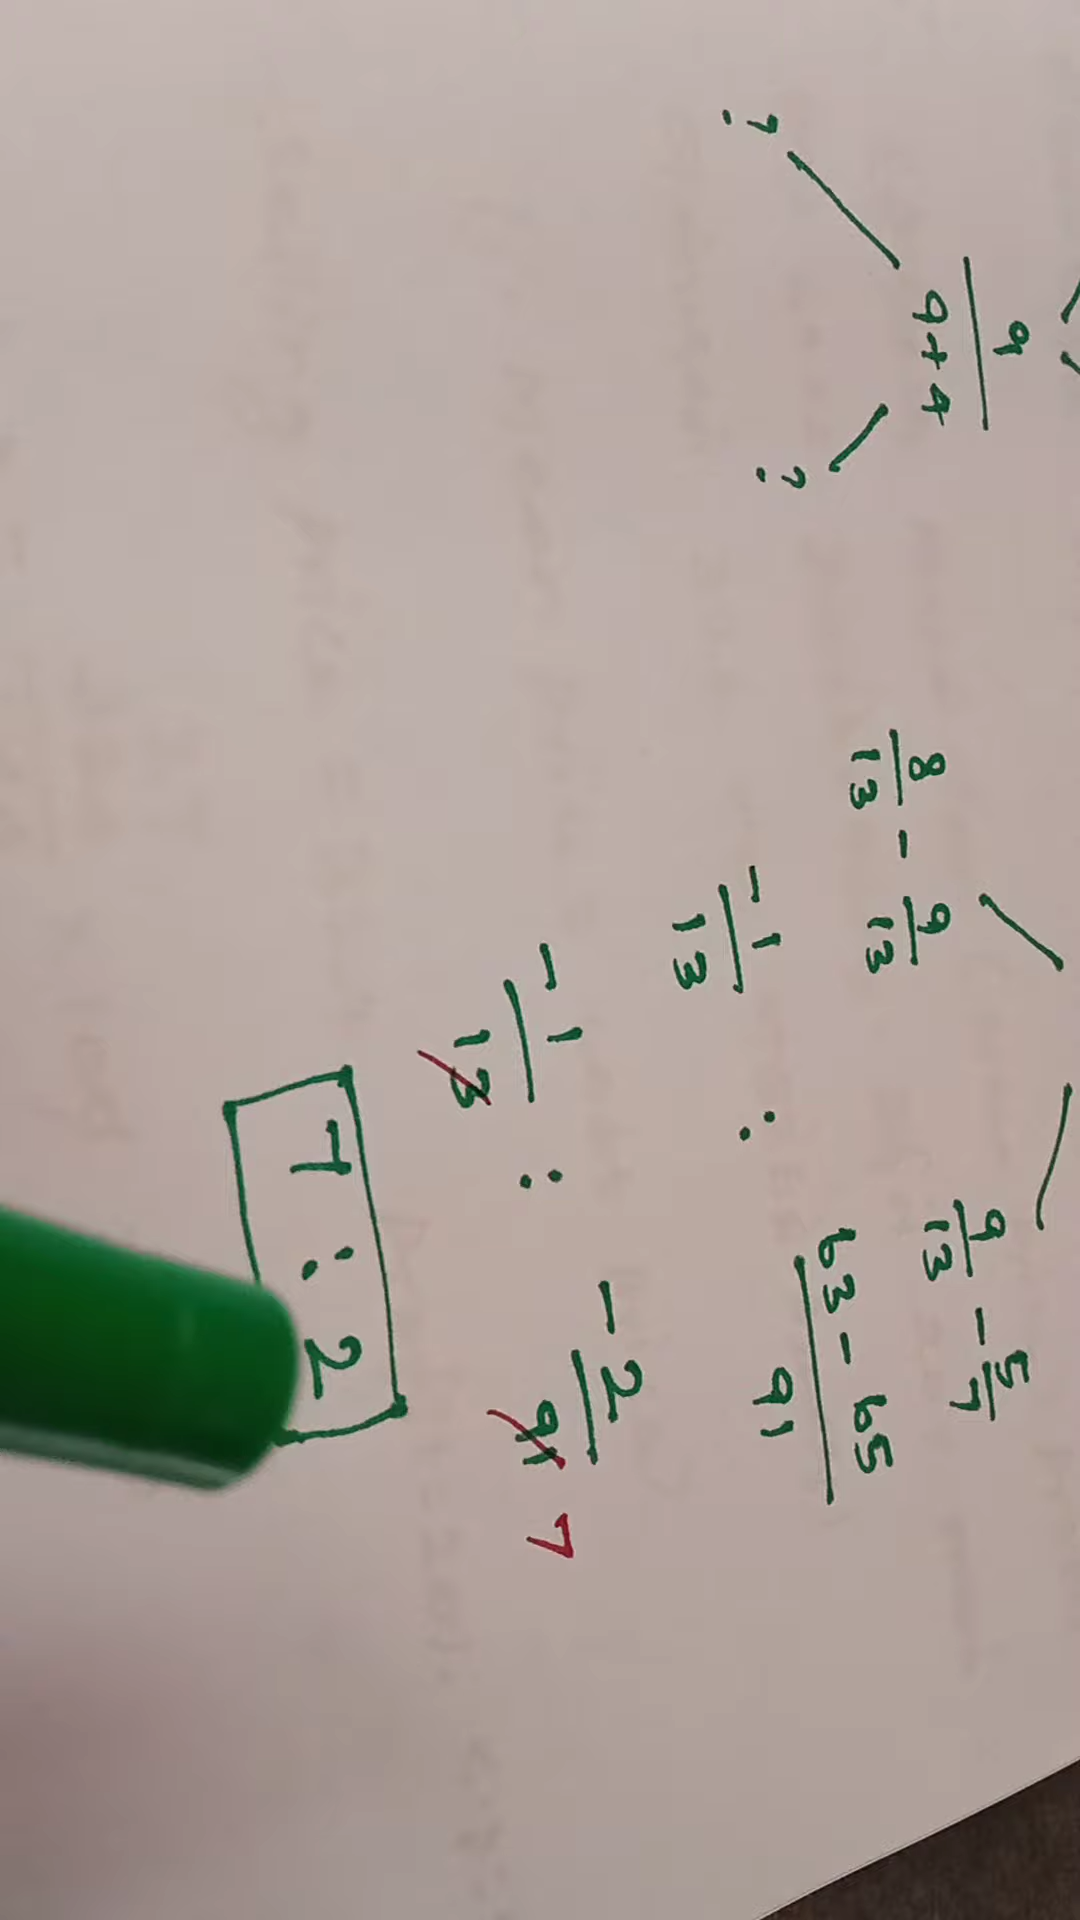 9
9+4
? ?
8/13 - 9/13 9/13 - 5/7
-1/13 : 63-65/91
-1/13 : -2/91 7
7 : 2